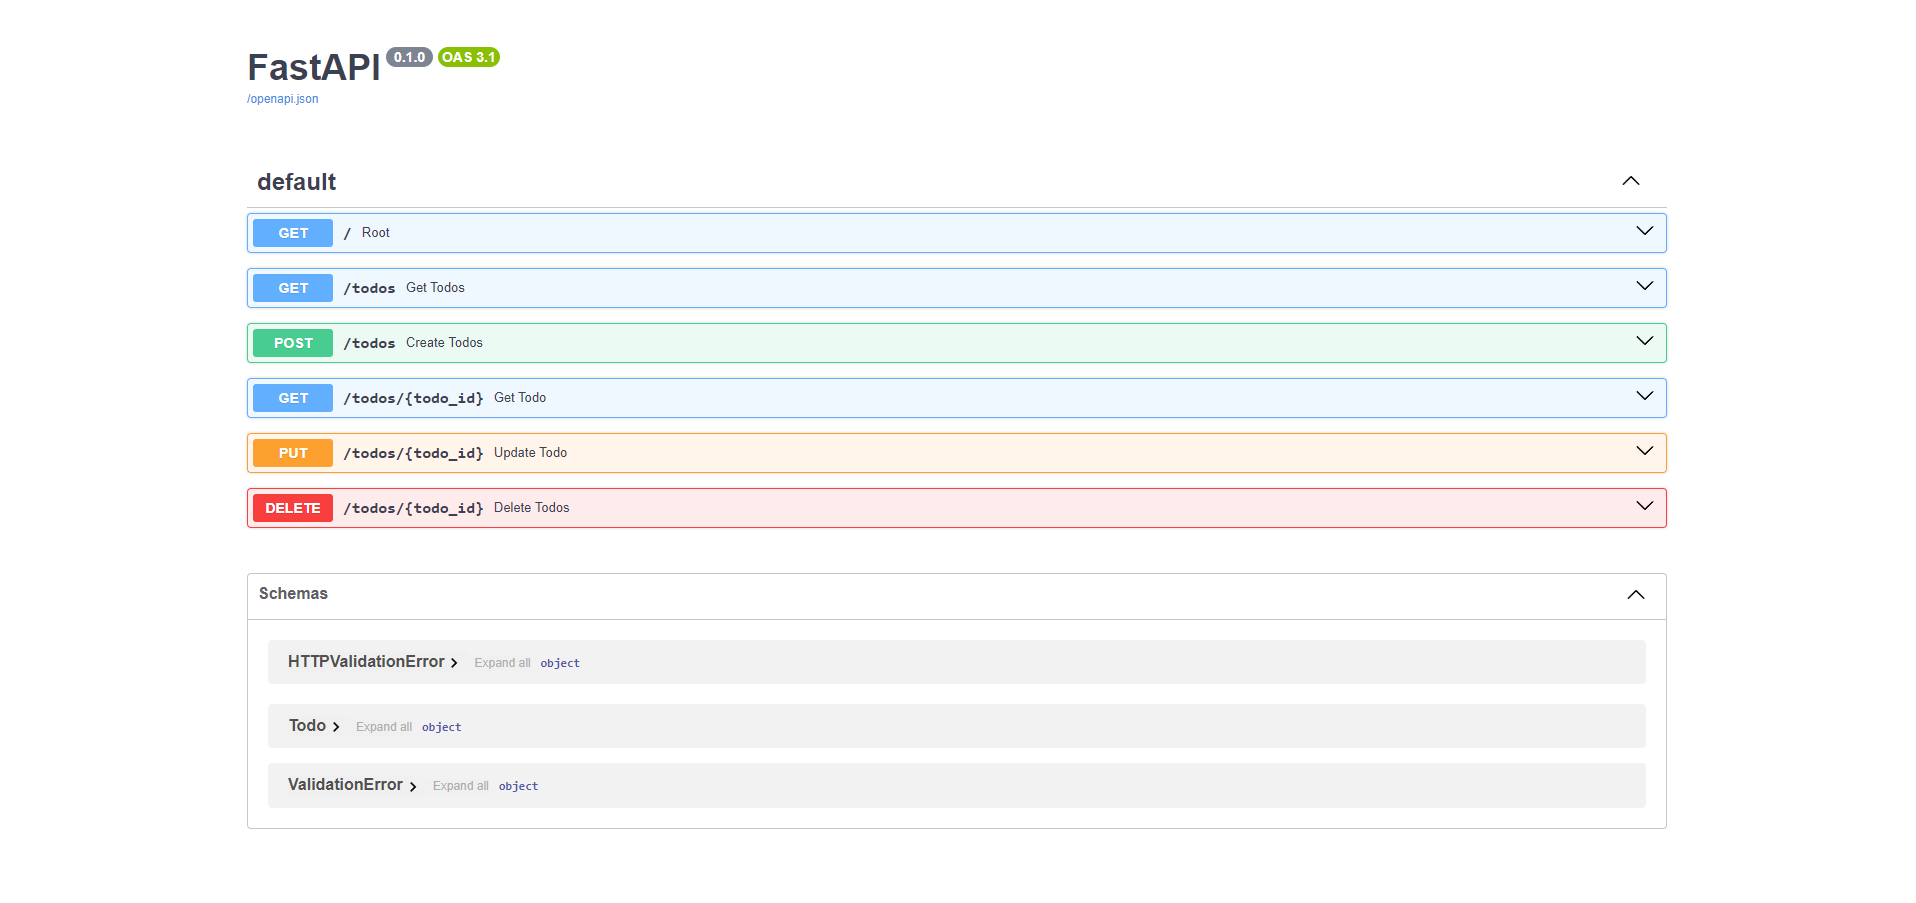 FastAPI 0.1.0 OAS 3.1
/openapi.json
default
GET / Root
GET /todos Get Todos
POST /todos Create Todos
GET /todos/{todo_id} Get Todo
PUT /todos/{todo_id} Update Todo
DELETE /todos/{todo_id} Delete Todos
Schemas
HTTPValidationError Expand all object
Todo Expand all object
ValidationError Expand all object